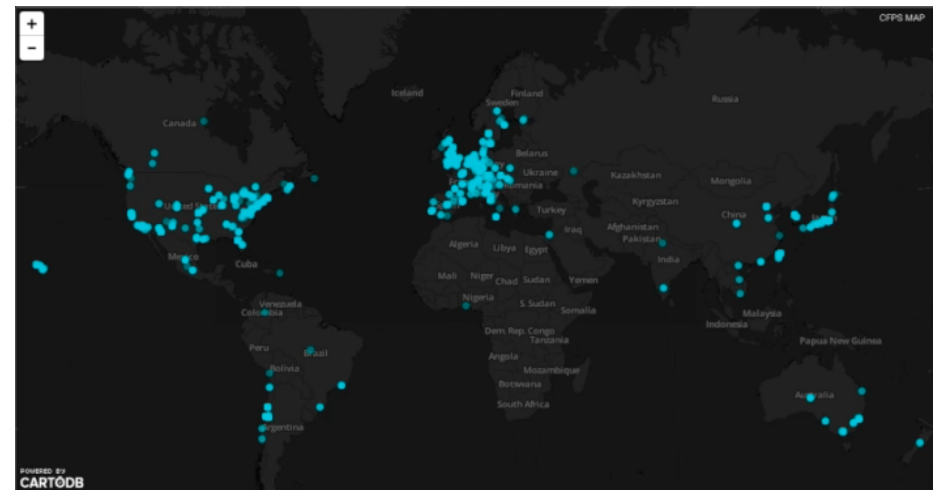 +
CFPS MAP
−
Iceland
Finland
Sweden
Russia
Canada
Belarus
Ukraine
Kazakhstan
Mongolia
Romania
United States
Kyrgyzstan
Turkey
China
Afghanistan
Iraq
Pakistan
Algeria
Libya
Egypt
Mexico
Cuba
India
Mali
Niger
Chad
Sudan
Yemen
Nigeria
S. Sudan
Somalia
Venezuela
Colombia
Malaysia
Indonesia
Dem. Rep. Congo
Tanzania
Papua New Guinea
Peru
Brazil
Angola
Bolivia
Mozambique
Botswana
Australia
South Africa
Argentina
POWERED BY
CARTODB